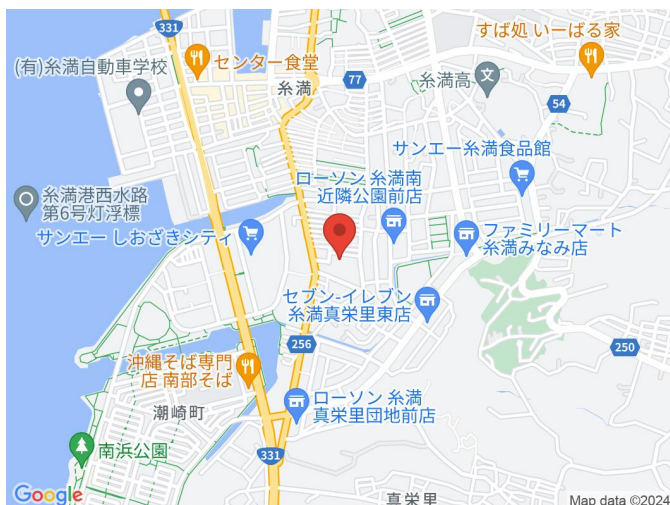 331
すば処 いーばる家
センター食堂
(有)糸満自動車学校
糸満
77
糸満高
54
サンエー糸満食品館
糸満港西水路
第6号灯浮標
ローソン 糸満南
近隣公園前店
サンエー しおざきシティ
ファミリーマート
糸満みなみ店
セブン-イレブン
糸満真栄里東店
256
250
沖縄そば専門
店 南部そば
潮崎町
ローソン 糸満
真栄里団地前店
南浜公園
331
真栄里
Google
Map data ©2024